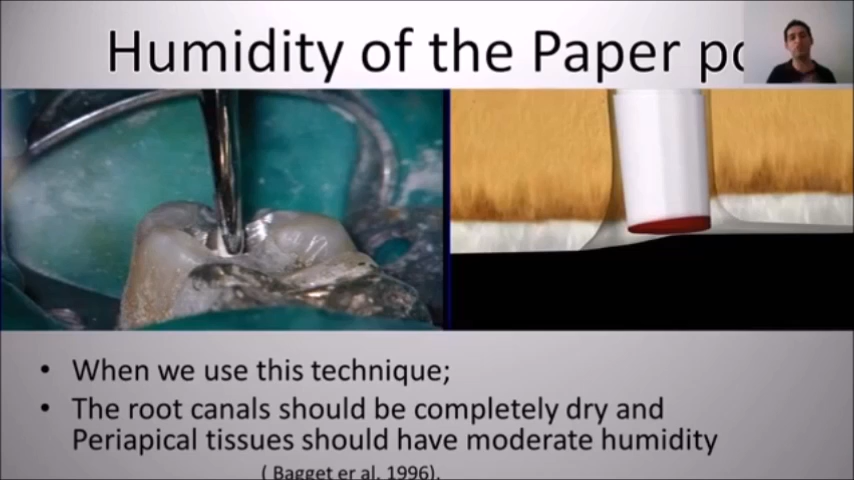 Humidity of the Paper po
• When we use this technique;
• The root canals should be completely dry and
Periapical tissues should have moderate humidity
( Bagget er al. 1996).